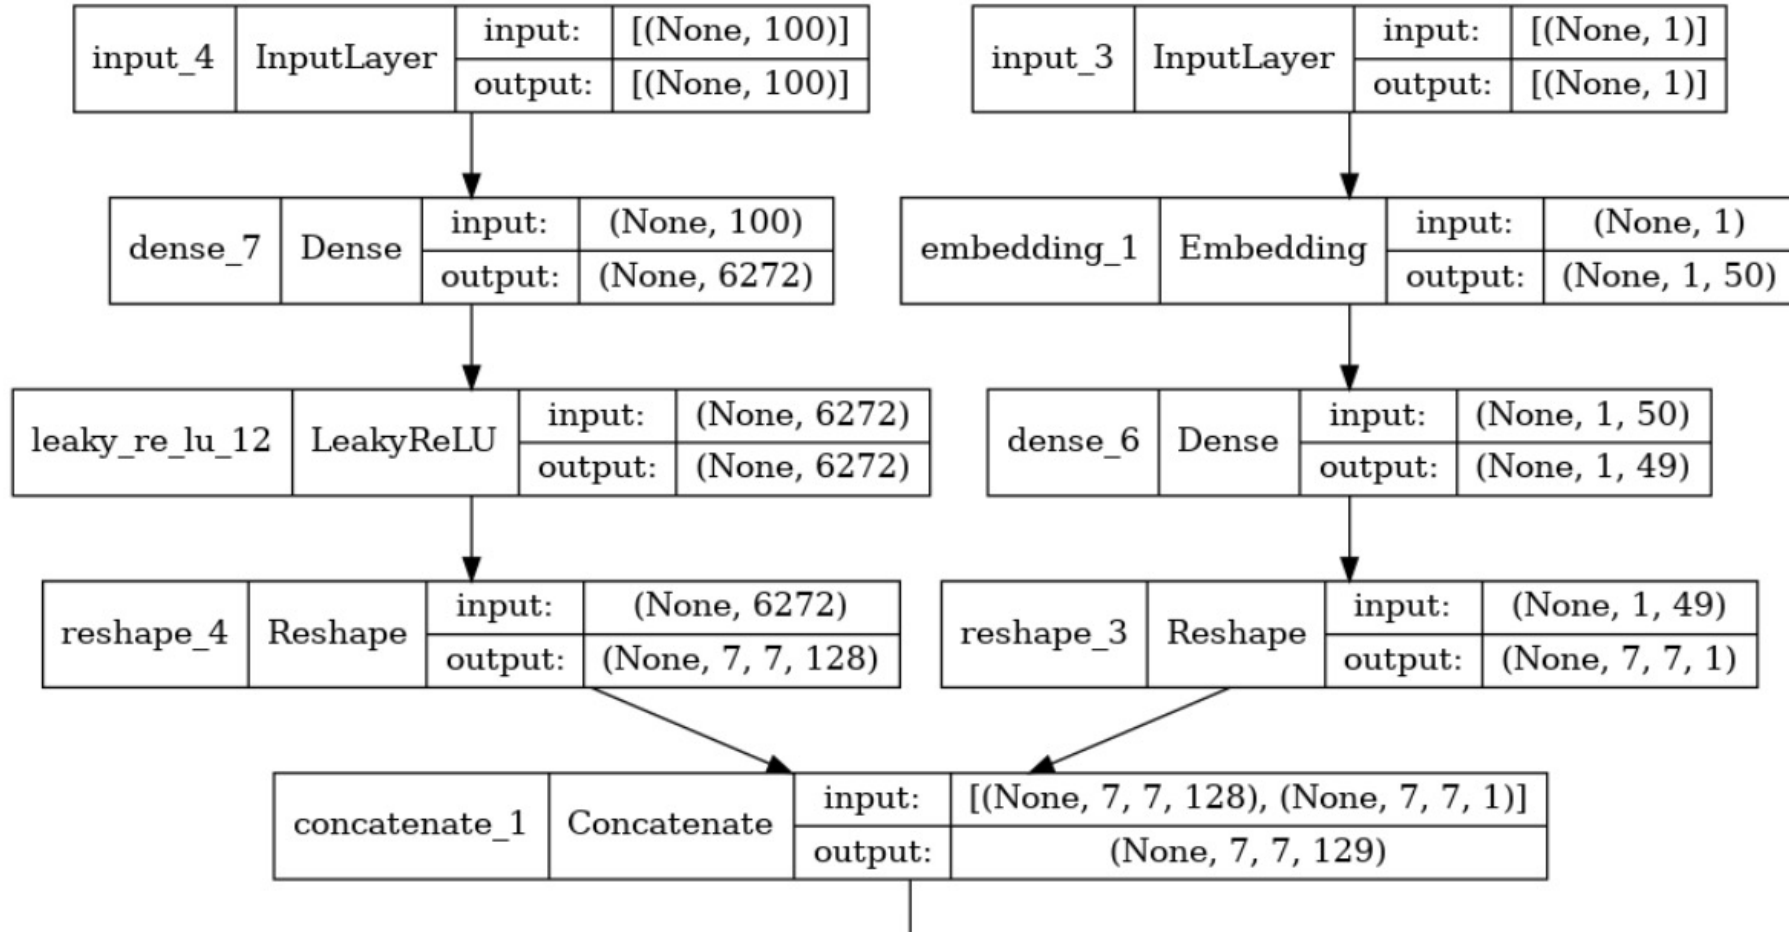 input_4 InputLayer input: [(None, 100)]
output: [(None, 100)]
input_3 InputLayer input: [(None, 1)]
output: [(None, 1)]
dense_7 Dense input: (None, 100)
output: (None, 6272)
embedding_1 Embedding input: (None, 1)
output: (None, 1, 50)
leaky_re_lu_12 LeakyReLU input: (None, 6272)
output: (None, 6272)
dense_6 Dense input: (None, 1, 50)
output: (None, 1, 49)
reshape_4 Reshape input: (None, 6272)
output: (None, 7, 7, 128)
reshape_3 Reshape input: (None, 1, 49)
output: (None, 7, 7, 1)
concatenate_1 Concatenate input: [(None, 7, 7, 128), (None, 7, 7, 1)]
output: (None, 7, 7, 129)